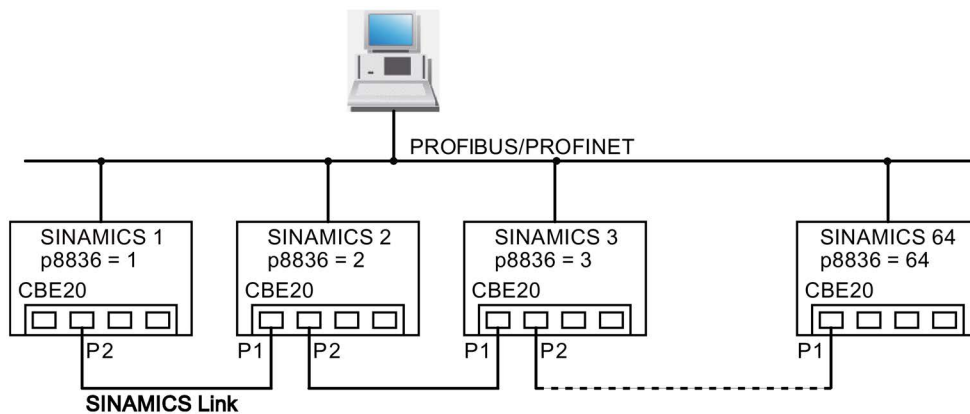 PROFIBUS/PROFINET
SINAMICS 1
p8836 = 1
CBE20
P2
SINAMICS 2
p8836 = 2
CBE20
P1
P2
SINAMICS 3
p8836 = 3
CBE20
P1
P2
SINAMICS 64
p8836 = 64
CBE20
P1
SINAMICS Link